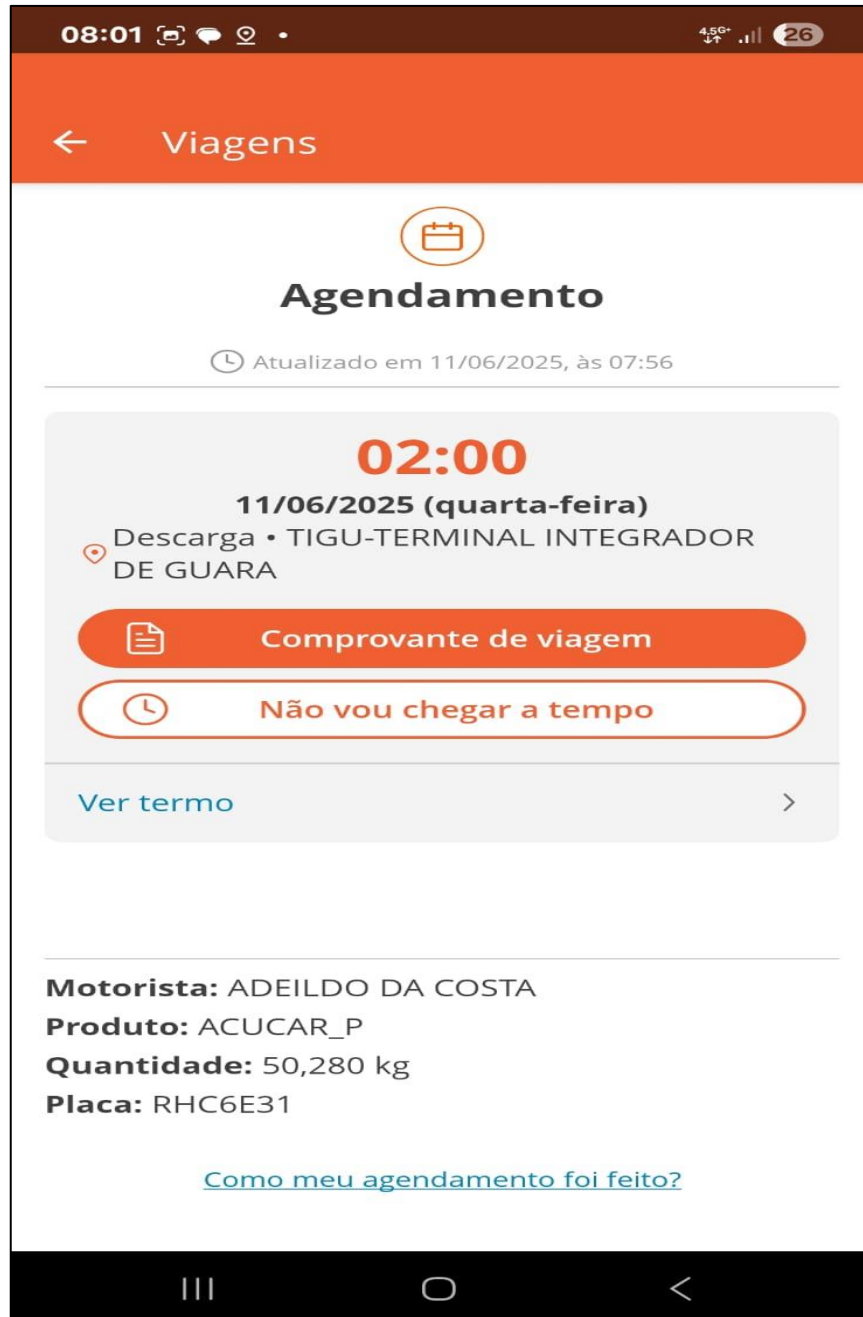 08:01
4.5G+
26
Viagens
Agendamento
Atualizado em 11/06/2025, às 07:56
02:00
11/06/2025 (quarta-feira)
Descarga • TIGU-TERMINAL INTEGRADOR
DE GUARA
Comprovante de viagem
Não vou chegar a tempo
Ver termo
Motorista: ADEILDO DA COSTA
Produto: ACUCAR_P
Quantidade: 50,280 kg
Placa: RHC6E31
Como meu agendamento foi feito?